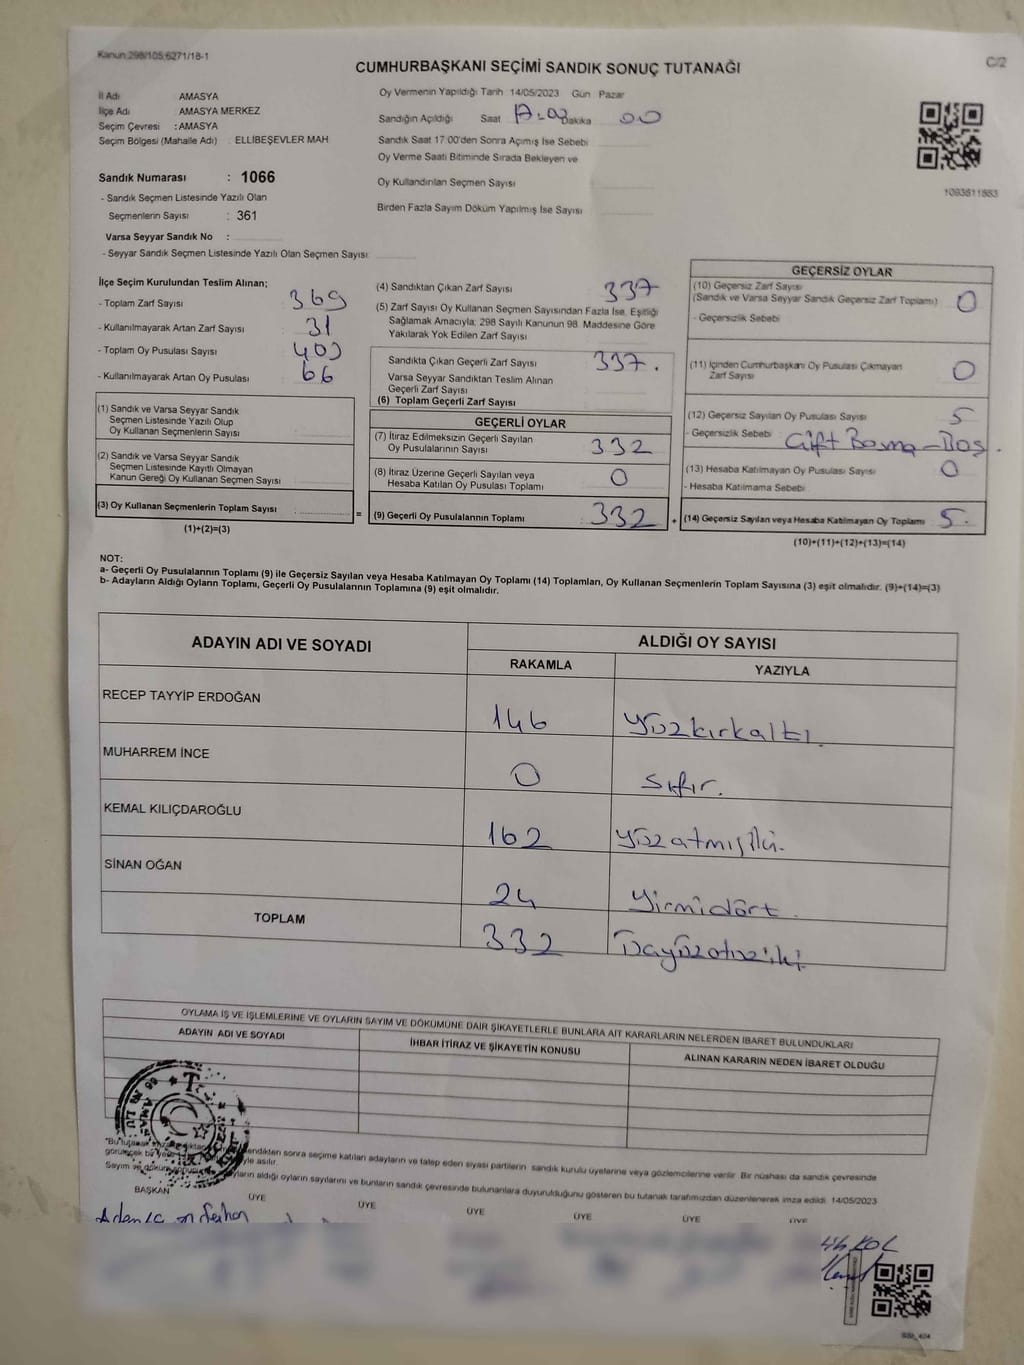 Kanun:298/105;6271/18-1
C/2
CUMHURBAŞKANI SEÇİMİ SANDIK SONUÇ TUTANAĞI
İl Adı AMASYA
İlçe Adı AMASYA MERKEZ
Seçim Çevresi : AMASYA
Seçim Bölgesi (Mahalle Adı) : ELLİBEŞEVLER MAH
Sandık Numarası : 1066
- Sandık Seçmen Listesinde Yazılı Olan
Seçmenlerin Sayısı : 361
Varsa Seyyar Sandık No :
- Seyyar Sandık Seçmen Listesinde Yazılı Olan Seçmen Sayısı:
Oy Vermenin Yapıldığı Tarih 14/05/2023 Gün Pazar
Sandığın Açıldığı Saat 17.00 Dakika 00
Sandık Saat 17:00'den Sonra Açımış İse Sebebi
Oy Verme Saati Bitiminde Sırada Bekleyen ve
Oy Kullandırılan Seçmen Sayısı
Birden Fazla Sayım Döküm Yapılmış İse Sayısı
1093811883
İlçe Seçim Kurulundan Teslim Alınan;
- Toplam Zarf Sayısı 369
- Kullanılmayarak Artan Zarf Sayısı 31
- Toplam Oy Pusulası Sayısı 403
- Kullanılmayarak Artan Oy Pusulası 66
(1) Sandık ve Varsa Seyyar Sandık
Seçmen Listesinde Yazılı Olup
Oy Kullanan Seçmenlerin Sayısı
(2) Sandık ve Varsa Seyyar Sandık
Seçmen Listesinde Kayıtlı Olmayan
Kanun Gereği Oy Kullanan Seçmen Sayısı
(3) Oy Kullanan Seçmenlerin Toplam Sayısı : =
(1)+(2)=(3)
(4) Sandıktan Çıkan Zarf Sayısı 337
(5) Zarf Sayısı Oy Kullanan Seçmen Sayısından Fazla İse, Eşitliği
Sağlamak Amacıyla, 298 Sayılı Kanunun 98. Maddesine Göre
Yakılarak Yok Edilen Zarf Sayısı
Sandıkta Çıkan Geçerli Zarf Sayısı 337.
Varsa Seyyar Sandıktan Teslim Alınan
Geçerli Zarf Sayısı
(6) Toplam Geçerli Zarf Sayısı
GEÇERLİ OYLAR
(7) İtiraz Edilmeksizin Geçerli Sayılan
Oy Pusulalarının Sayısı 332
(8) İtiraz Üzerine Geçerli Sayılan veya
Hesaba Katılan Oy Pusulası Toplamı 0
(9) Geçerli Oy Pusulalarının Toplamı 332 +
GEÇERSİZ OYLAR
(10) Geçersiz Zarf Sayısı
(Sandık ve Varsa Seyyar Sandık Geçersiz Zarf Toplamı) 0
- Geçersizlik Sebebi
(11) İçinden Cumhurbaşkanı Oy Pusulası Çıkmayan
Zarf Sayısı 0
(12) Geçersiz Sayılan Oy Pusulası Sayısı 5
- Geçersizlik Sebebi : Çift Basma-Boş.
(13) Hesaba Katılmayan Oy Pusulası Sayısı 0
- Hesaba Katılmama Sebebi
(14) Geçersiz Sayılan veya Hesaba Katılmayan Oy Toplamı 5.
(10)+(11)+(12)+(13)=(14)
NOT:
a- Geçerli Oy Pusulalarının Toplamı (9) ile Geçersiz Sayılan veya Hesaba Katılmayan Oy Toplamı (14) Toplamları, Oy Kullanan Seçmenlerin Toplam Sayısına (3) eşit olmalıdır. (9)+(14)=(3)
b- Adayların Aldığı Oyların Toplamı, Geçerli Oy Pusulalarının Toplamına (9) eşit olmalıdır.
ADAYIN ADI VE SOYADI
ALDIĞI OY SAYISI
RAKAMLA YAZIYLA
RECEP TAYYİP ERDOĞAN 146 yüzkırkaltı.
MUHARREM İNCE 0 sıfır.
KEMAL KILIÇDAROĞLU 162 yüzatmışiki.
SİNAN OĞAN 24 yirmidört.
TOPLAM 332 üçyüzotuziki
OYLAMA İŞ VE İŞLEMLERİNE VE OYLARIN SAYIM VE DÖKÜMÜNE DAİR ŞİKAYETLERLE BUNLARA AİT KARARLARIN NELERDEN İBARET BULUNDUKLARI
ADAYIN ADI VE SOYADI İHBAR İTİRAZ VE ŞİKAYETİN KONUSU ALINAN KARARIN NEDEN İBARET OLDUĞU
"Bu tutanak sonra seçime katılan adayların ve talep eden siyasi partilerin sandık kurulu üyelerine veya gözlemcilerine verilir. Bir nüshası da sandık çevresinde
görülecek bir yere asılır.
Sayım ve döküm aldığı oyların sayılarını ve bunların sandık çevresinde bulunanlara duyurulduğunu gösteren bu tutanak tarafımızdan düzenlenerek imza edildi. 14/05/2023
BAŞKAN ÜYE ÜYE ÜYE ÜYE ÜYE ÜYE